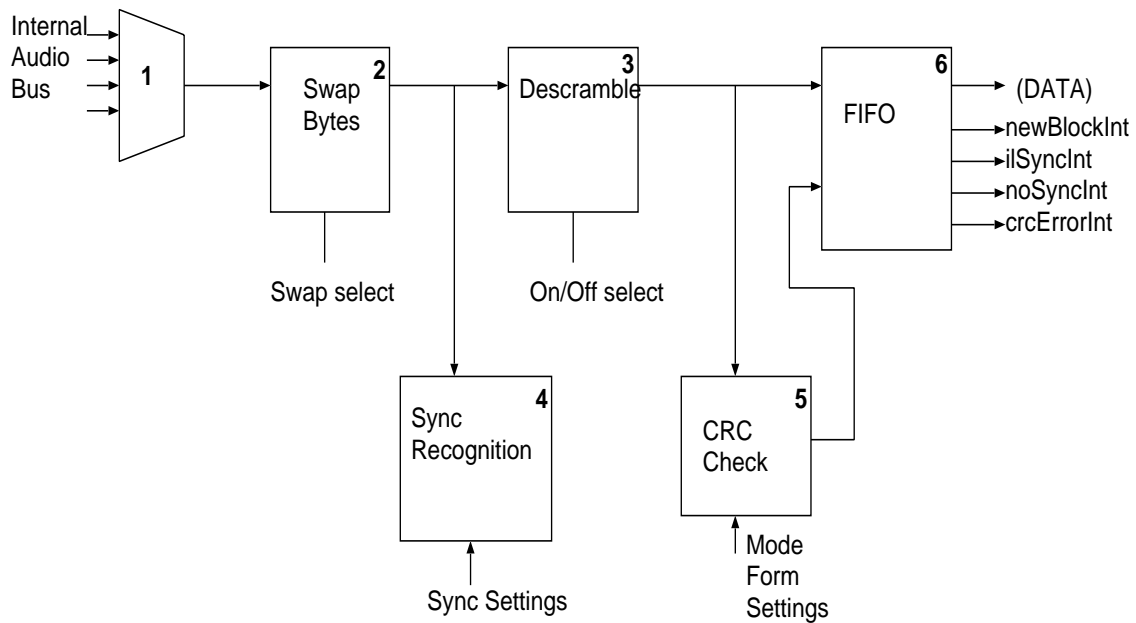 Internal
Audio
Bus
1
2
Swap
Bytes
Swap select
3
Descramble
On/Off select
6
FIFO
(DATA)
newBlockInt
ilSyncInt
noSyncInt
crcErrorInt
4
Sync
Recognition
Sync Settings
5
CRC
Check
Mode
Form
Settings